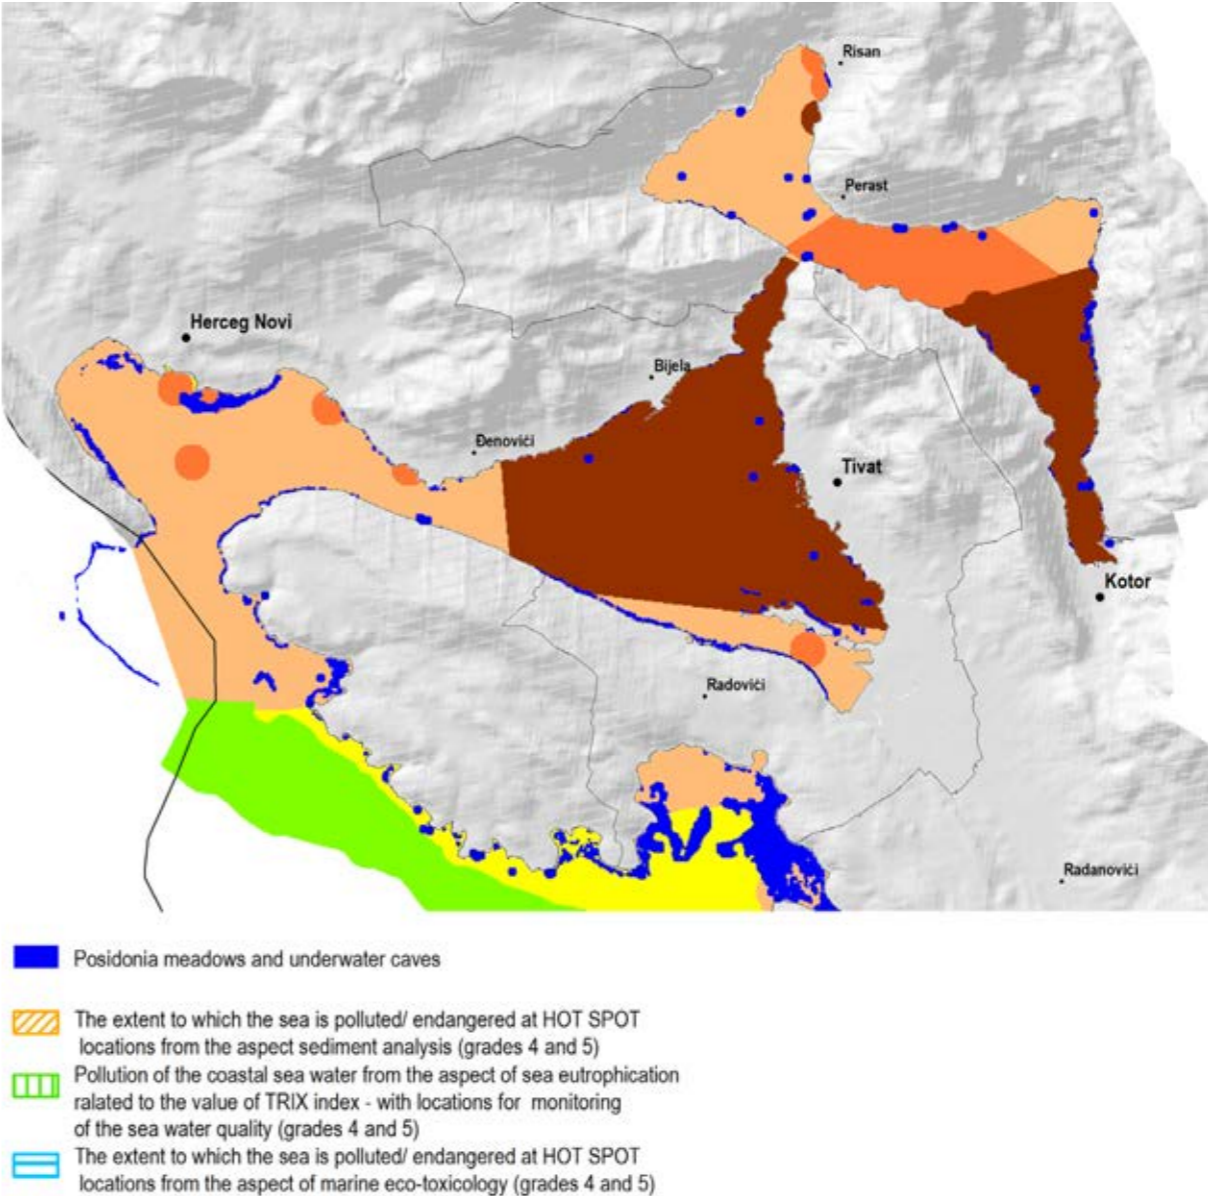 Risan
Perast
Herceg Novi
Bijela
Đenovići
Tivat
Kotor
Radovići
Radanovići
Posidonia meadows and underwater caves
The extent to which the sea is polluted/ endangered at HOT SPOT
locations from the aspect sediment analysis (grades 4 and 5)
Pollution of the coastal sea water from the aspect of sea eutrophication
ralated to the value of TRIX index - with locations for monitoring
of the sea water quality (grades 4 and 5)
The extent to which the sea is polluted/ endangered at HOT SPOT
locations from the aspect of marine eco-toxicology (grades 4 and 5)